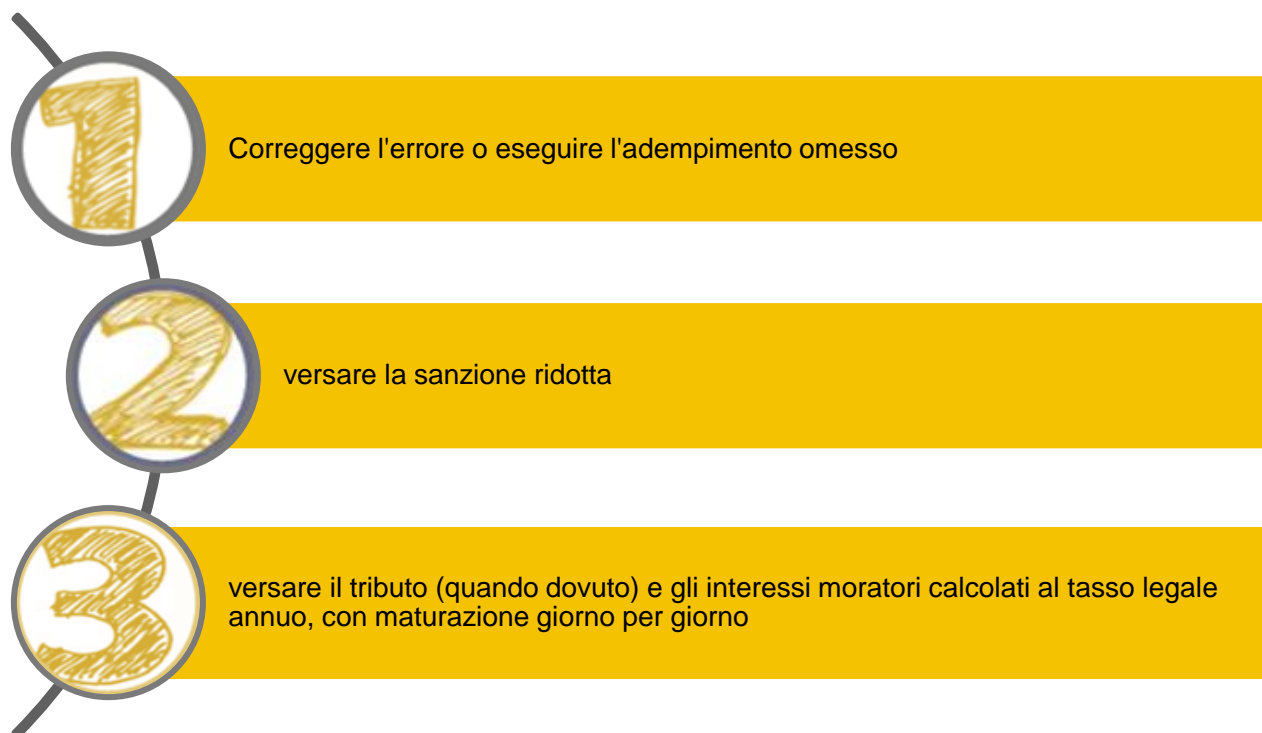 1
Correggere l'errore o eseguire l'adempimento omesso
2
versare la sanzione ridotta
3
versare il tributo (quando dovuto) e gli interessi moratori calcolati al tasso legale
annuo, con maturazione giorno per giorno